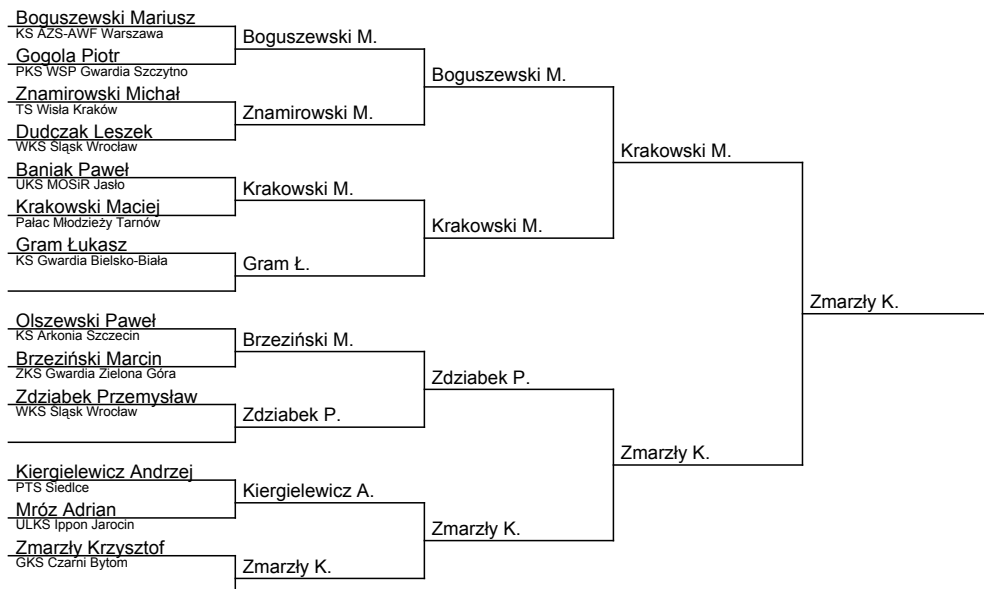 Boguszewski Mariusz
KS AZS-AWF Warszawa
Gogola Piotr
PKS WSP Gwardia Szczytno
Znamirowski Michał
TS Wisła Kraków
Dudczak Leszek
WKS Śląsk Wrocław
Baniak Paweł
UKS MOSiR Jasło
Krakowski Maciej
Pałac Młodzieży Tarnów
Gram Łukasz
KS Gwardia Bielsko-Biała
Olszewski Paweł
KS Arkonia Szczecin
Brzeziński Marcin
ZKS Gwardia Zielona Góra
Zdziabek Przemysław
WKS Śląsk Wrocław
Kiergielewicz Andrzej
PTS Siedlce
Mróz Adrian
ULKS Ippon Jarocin
Zmarzły Krzysztof
GKS Czarni Bytom
Boguszewski M.
Znamirowski M.
Krakowski M.
Gram Ł.
Brzeziński M.
Zdziabek P.
Kiergielewicz A.
Zmarzły K.
Boguszewski M.
Krakowski M.
Zdziabek P.
Zmarzły K.
Krakowski M.
Zmarzły K.
Zmarzły K.